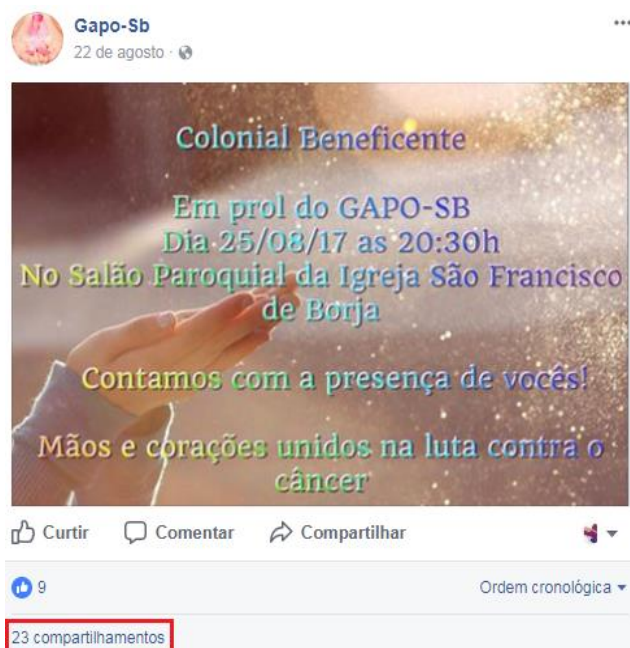 Gapo-Sb
22 de agosto ·
Colonial Beneficente
Em prol do GAPO-SB
Dia 25/08/17 as 20:30h
No Salão Paroquial da Igreja São Francisco
de Borja
Contamos com a presença de vocês!
Mãos e corações unidos na luta contra o
câncer
Curtir Comentar Compartilhar
9 Ordem cronológica
23 compartilhamentos